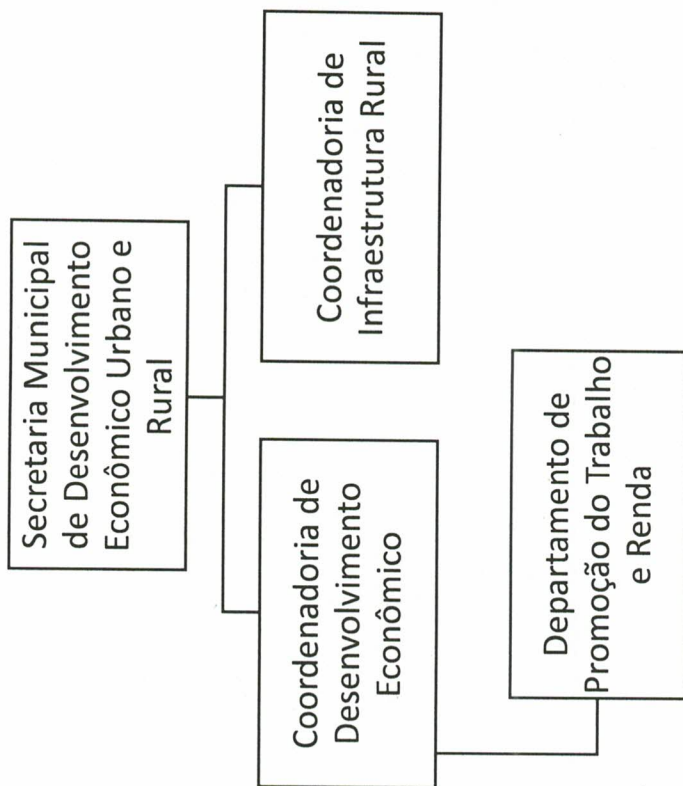 Secretaria Municipal
de Desenvolvimento
Econômico Urbano e
Rural
Coordenadoria de
Desenvolvimento
Econômico
Coordenadoria de
Infraestrutura Rural
Departamento de
Promoção do Trabalho
e Renda